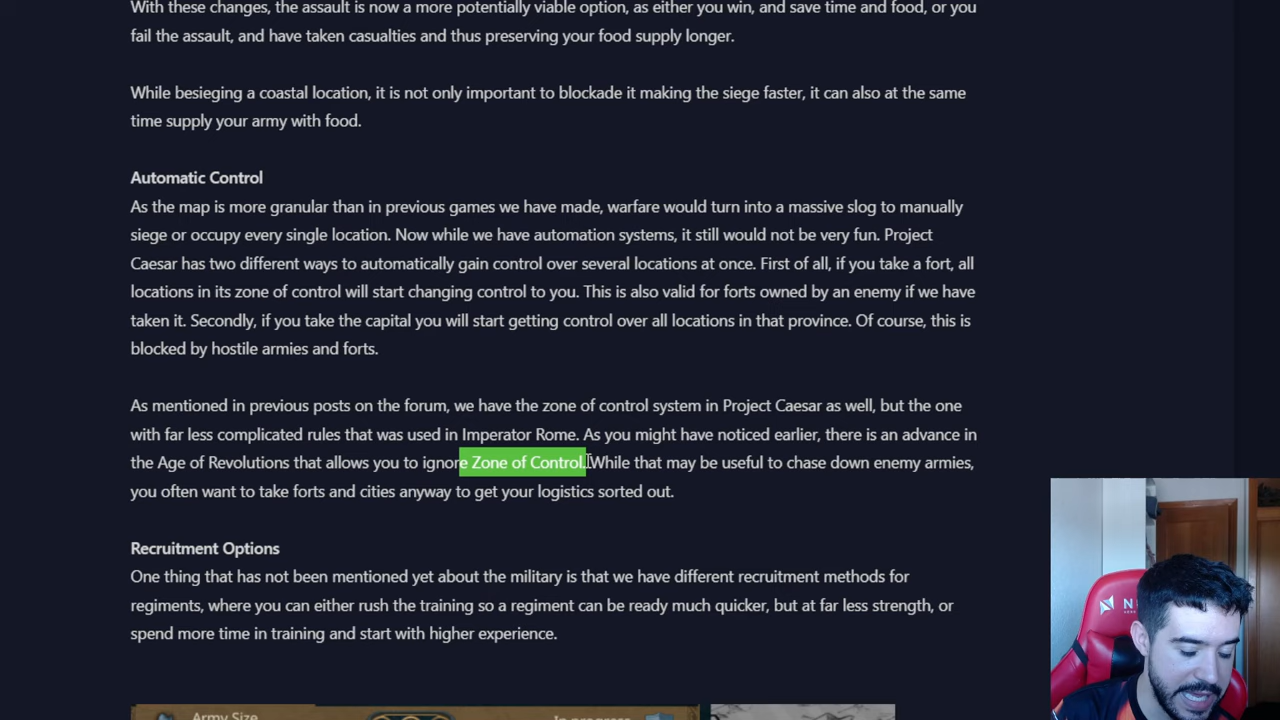 With these changes, the assault is now a more potentially viable option, as either you win, and save time and food, or you
fail the assault, and have taken casualties and thus preserving your food supply longer.
While besieging a coastal location, it is not only important to blockade it making the siege faster, it can also at the same
time supply your army with food.
Automatic Control
As the map is more granular than in previous games we have made, warfare would turn into a massive slog to manually
siege or occupy every single location. Now while we have automation systems, it still would not be very fun. Project
Caesar has two different ways to automatically gain control over several locations at once. First of all, if you take a fort, all
locations in its zone of control will start changing control to you. This is also valid for forts owned by an enemy if we have
taken it. Secondly, if you take the capital you will start getting control over all locations in that province. Of course, this is
blocked by hostile armies and forts.
As mentioned in previous posts on the forum, we have the zone of control system in Project Caesar as well, but the one
with far less complicated rules that was used in Imperator Rome. As you might have noticed earlier, there is an advance in
the Age of Revolutions that allows you to ignore Zone of Control. While that may be useful to chase down enemy armies,
you often want to take forts and cities anyway to get your logistics sorted out.
Recruitment Options
One thing that has not been mentioned yet about the military is that we have different recruitment methods for
regiments, where you can either rush the training so a regiment can be ready much quicker, but at far less strength, or
spend more time in training and start with higher experience.
Army Size
In progress